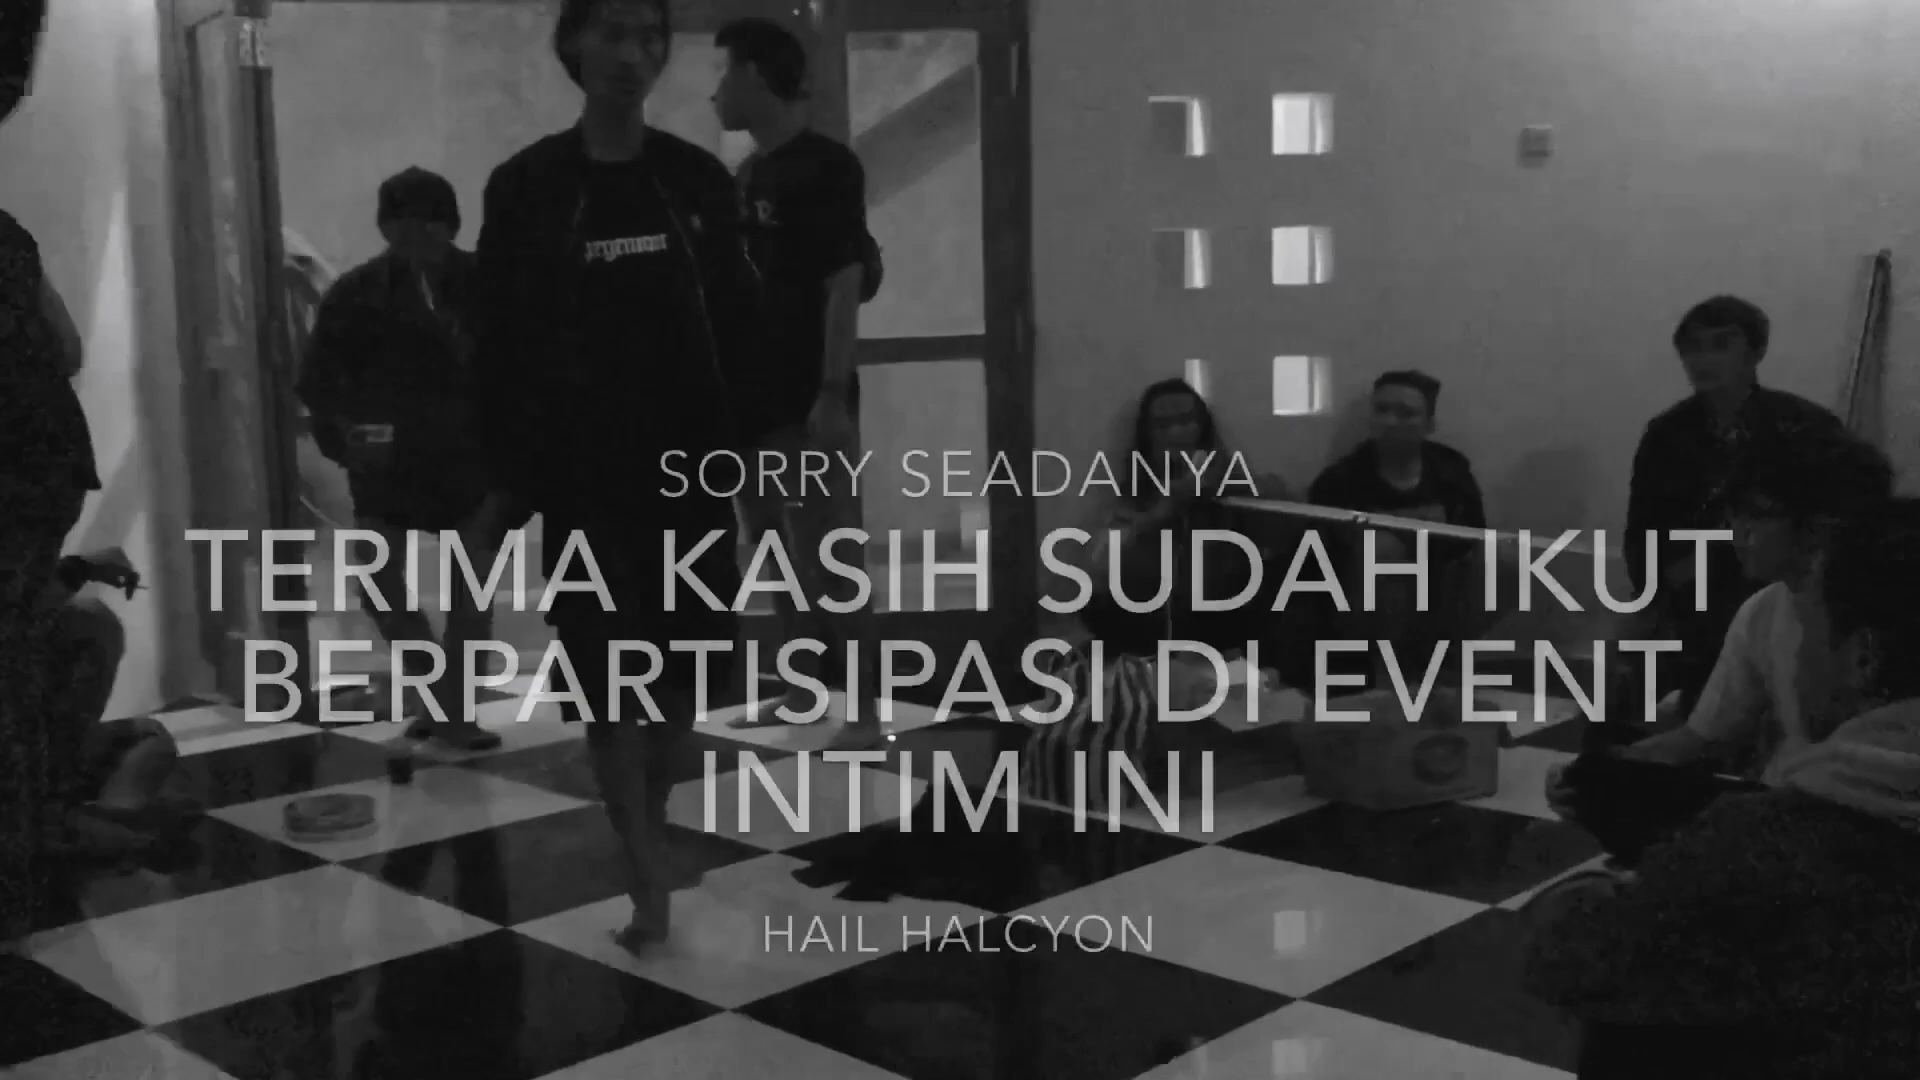 SORRY SEADANYA
TERIMA KASIH SUDAH IKUT
BERPARTISIPASI DI EVENT
INTIM INI
HAIL HALCYON